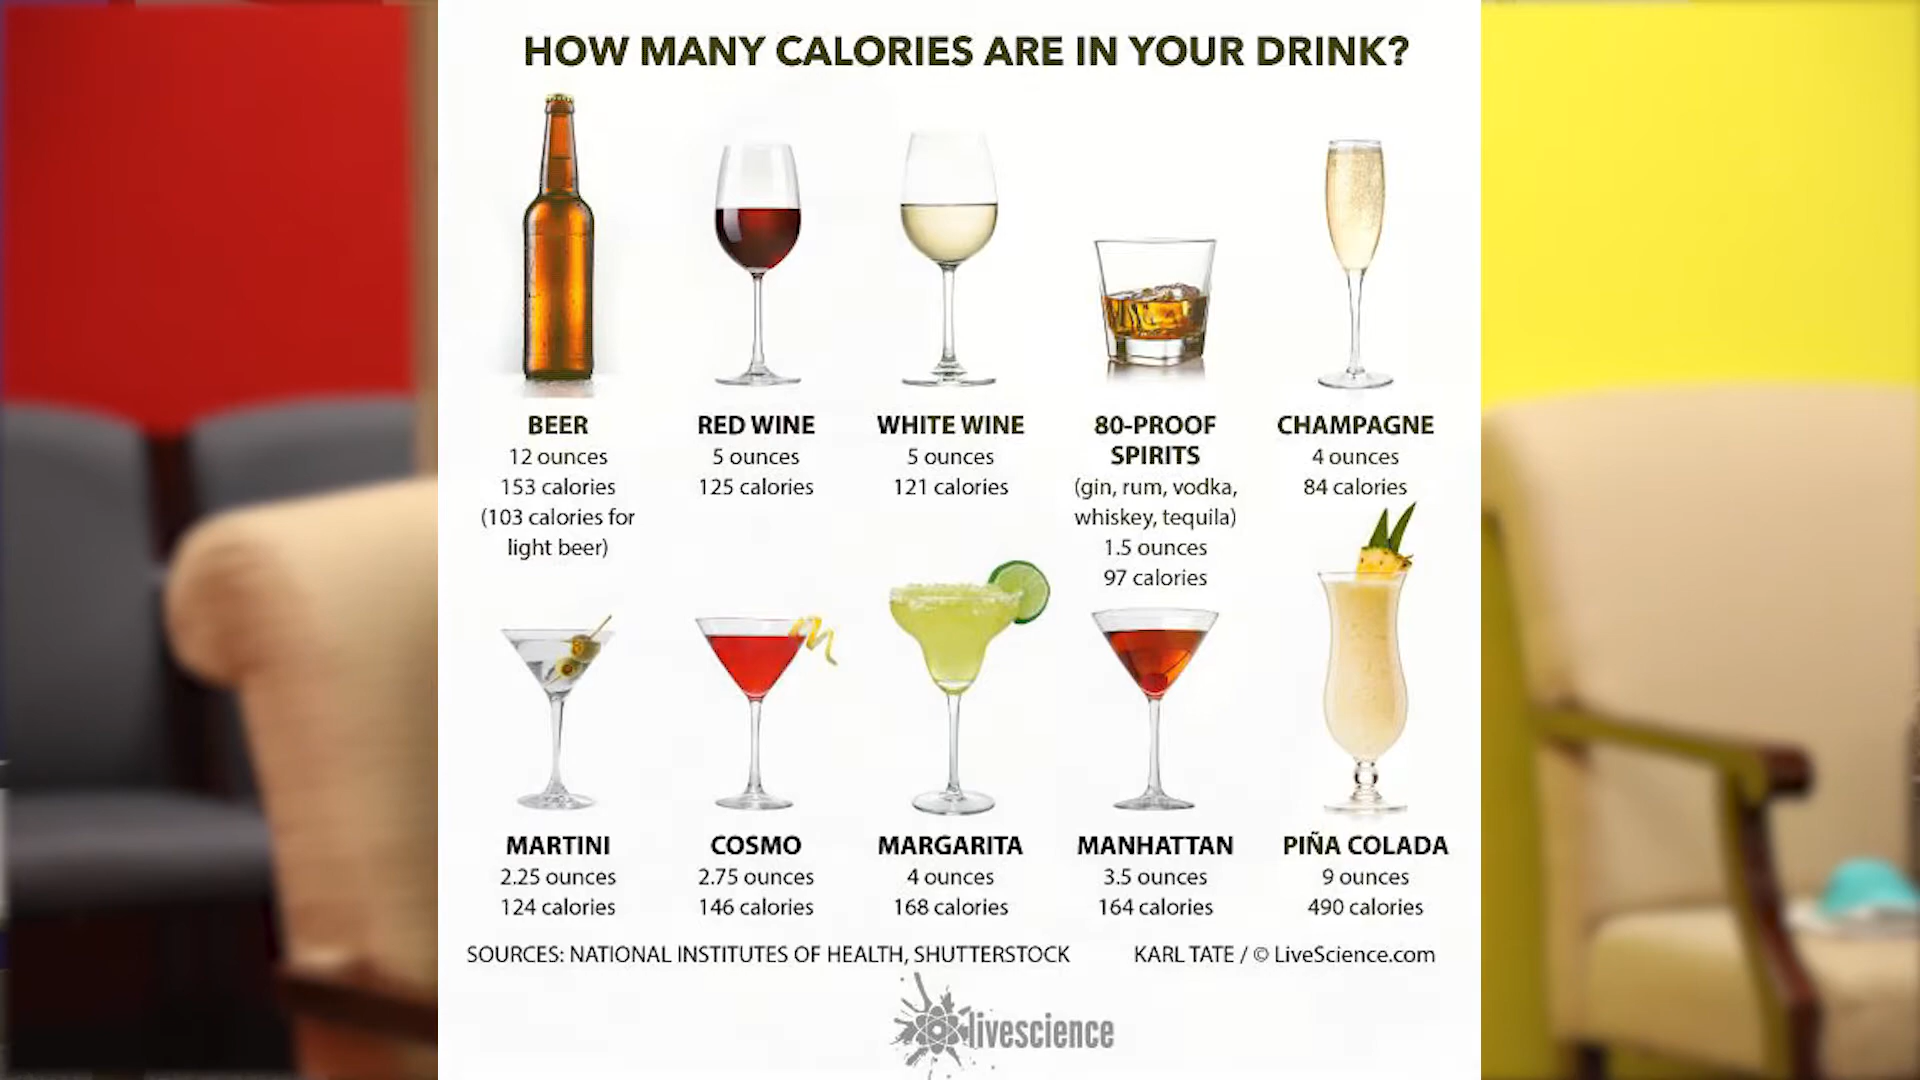 HOW MANY CALORIES ARE IN YOUR DRINK?
BEER
12 ounces
153 calories
(103 calories for
light beer)
RED WINE
5 ounces
125 calories
WHITE WINE
5 ounces
121 calories
80-PROOF
SPIRITS
(gin, rum, vodka,
whiskey, tequila)
1.5 ounces
97 calories
CHAMPAGNE
4 ounces
84 calories
MARTINI
2.25 ounces
124 calories
COSMO
2.75 ounces
146 calories
MARGARITA
4 ounces
168 calories
MANHATTAN
3.5 ounces
164 calories
PIÑA COLADA
9 ounces
490 calories
SOURCES: NATIONAL INSTITUTES OF HEALTH, SHUTTERSTOCK
KARL TATE / © LiveScience.com
livescience